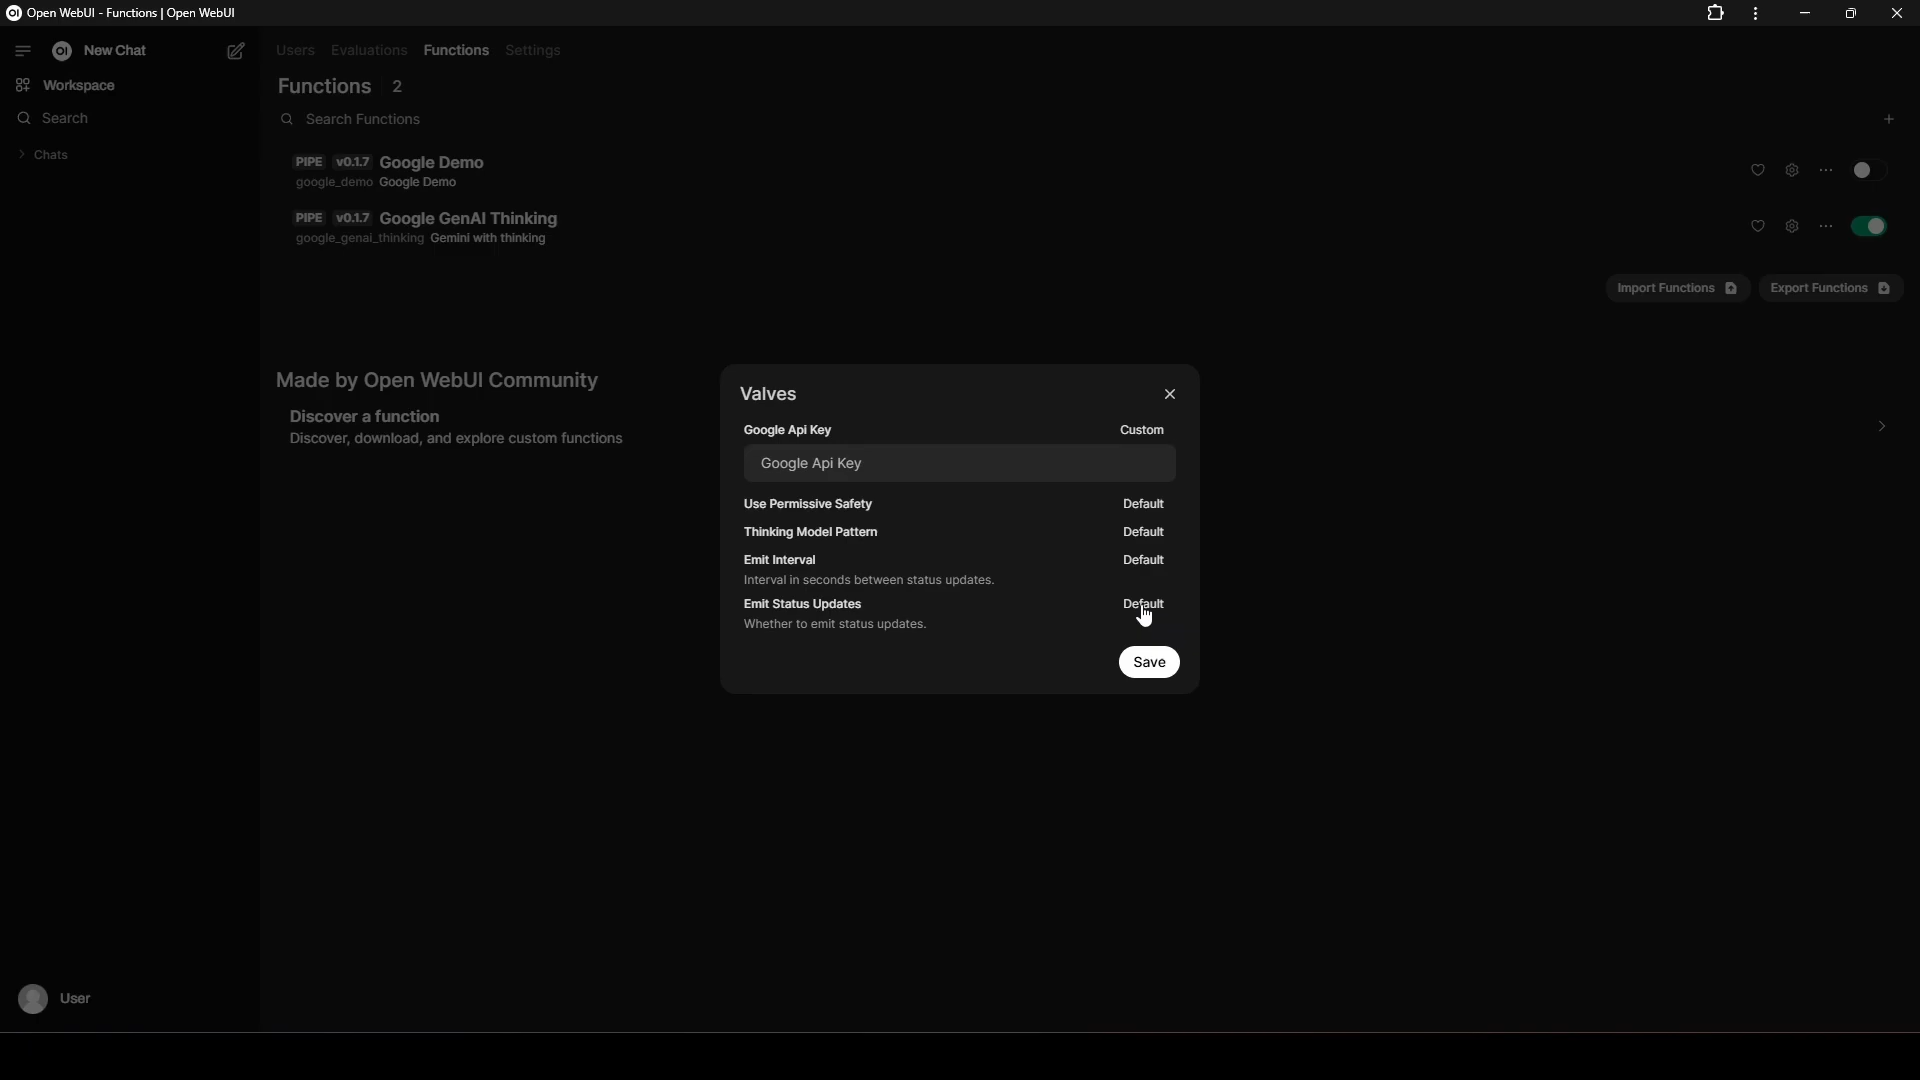 Open WebUI - Functions | Open WebUI
OI New Chat
Users Evaluations Functions Settings
Workspace
Functions 2
Search
Search Functions
Chats
PIPE v0.1.7 Google Demo
google_demo Google Demo
PIPE v0.1.7 Google GenAI Thinking
google_genai_thinking Gemini with thinking
Import Functions Export Functions
Made by Open WebUI Community
Discover a function
Discover, download, and explore custom functions
Valves
Google Api Key Custom
Google Api Key
Use Permissive Safety Default
Thinking Model Pattern Default
Emit Interval Default
Interval in seconds between status updates.
Emit Status Updates Default
Whether to emit status updates.
Save
User